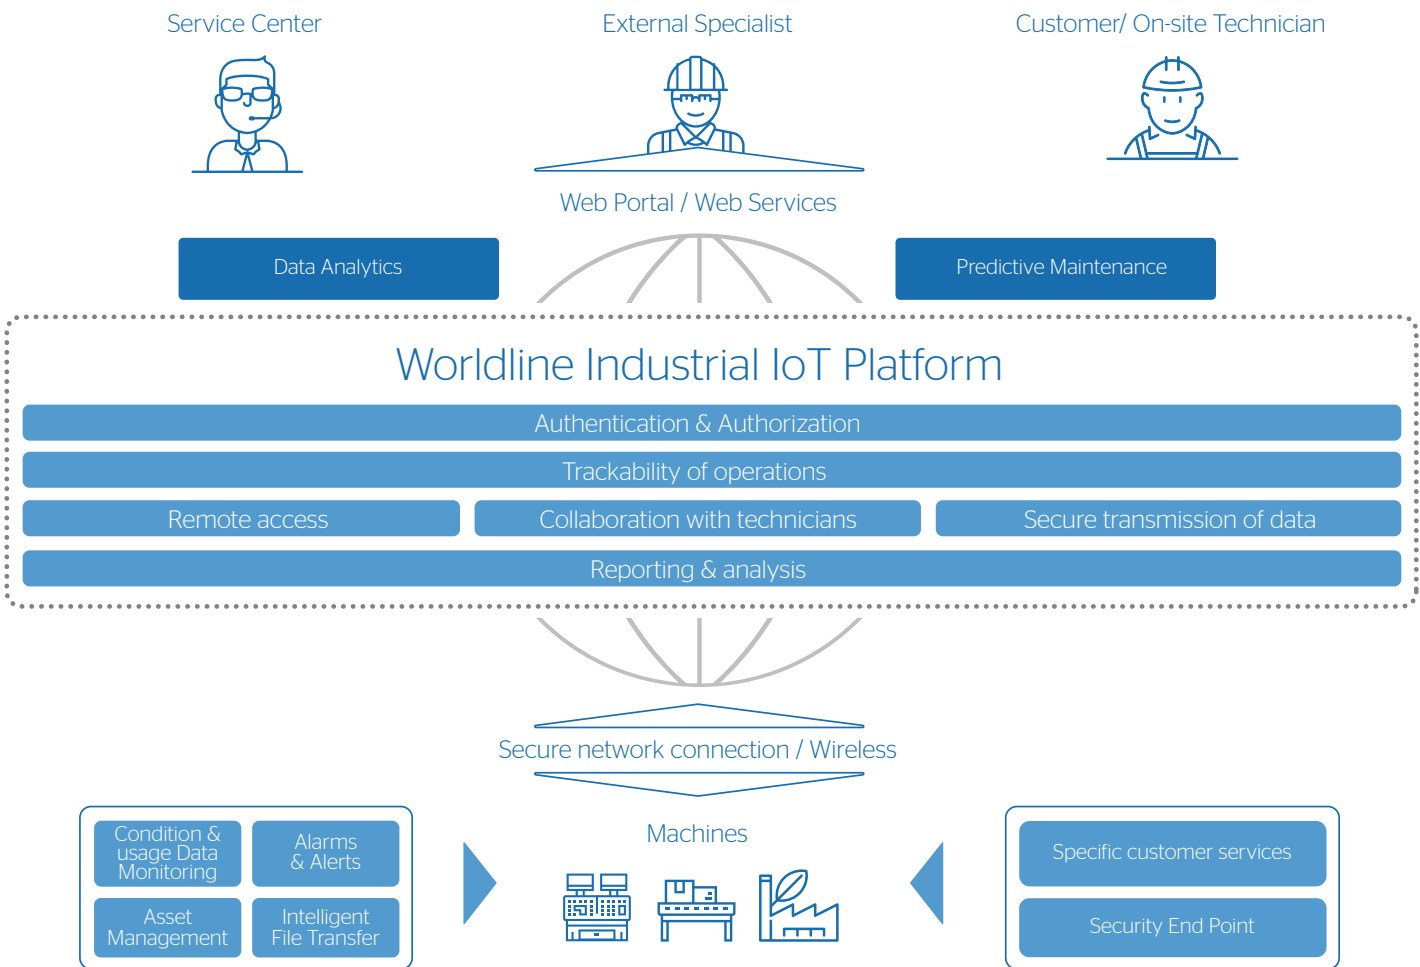 Service Center
External Specialist
Customer/ On-site Technician
Web Portal / Web Services
Data Analytics
Predictive Maintenance
Worldline Industrial IoT Platform
Authentication & Authorization
Trackability of operations
Remote access
Collaboration with technicians
Secure transmission of data
Reporting & analysis
Secure network connection / Wireless
Condition &
usage Data
Monitoring
Alarms
& Alerts
Asset
Management
Intelligent
File Transfer
Machines
Specific customer services
Security End Point